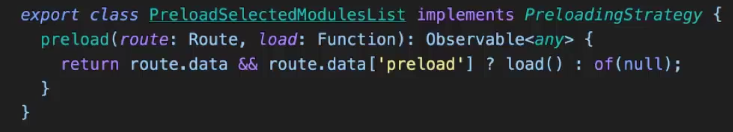 export class PreloadSelectedModulesList implements PreloadingStrategy {
preload(route: Route, load: Function): Observable<any> {
return route.data && route.data['preload'] ? load() : of(null);
}
}